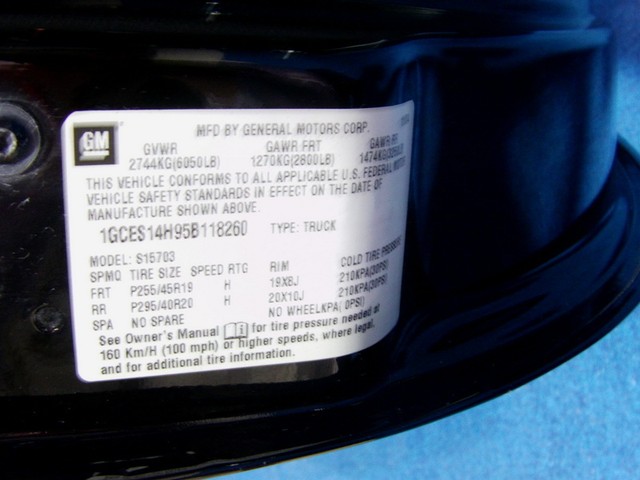 GM
MFD BY GENERAL MOTORS CORP.
GVWR GAWR FRT GAWR RR
2744KG(6050LB) 1270KG(2800LB)
THIS VEHICLE CONFORMS TO ALL APPLICABLE U.S. FEDERAL MOTOR
VEHICLE SAFETY STANDARDS IN EFFECT ON THE DATE OF
MANUFACTURE SHOWN ABOVE.
1GCES14H95B118260 TYPE: TRUCK
MODEL: S15703
SPMO TIRE SIZE SPEED RTG RIM COLD TIRE PRESSURE
FRT P255/45R19 H 19X8J 210KPA(30PSI)
RR P295/40R20 H 20X10J 210KPA(30PSI)
SPA NO SPARE NO WHEELKPA( 0PSI)
See Owner's Manual for tire pressure needed at
160 Km/H (100 mph) or higher speeds, where legal,
and for additional tire information.